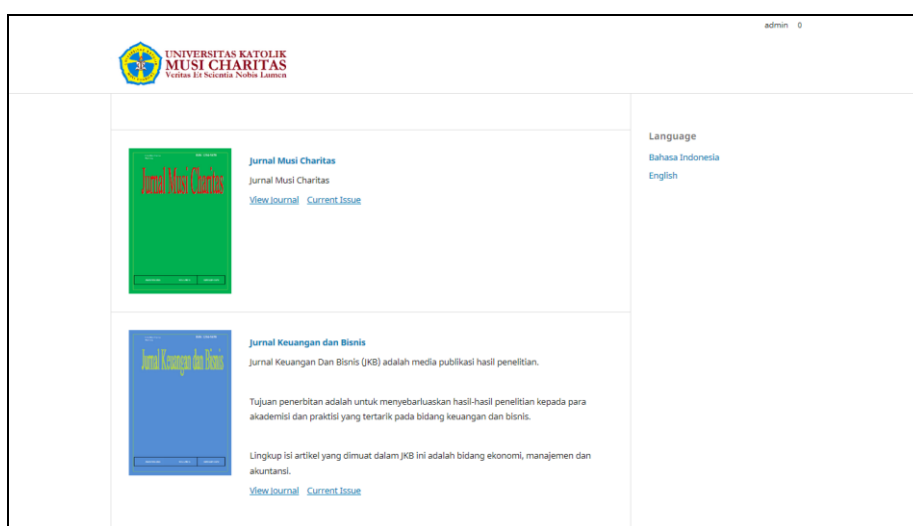 admin 0
UNIVERSITAS KATOLIK
MUSI CHARITAS
Veritas Et Scientia Nobis Lumen
Language
Bahasa Indonesia
English
Jurnal Musi Charitas
Jurnal Musi Charitas
Jurnal Musi Charitas
View Journal Current Issue
Jurnal Keuangan dan Bisnis
Jurnal Keuangan dan Bisnis
Jurnal Keuangan Dan Bisnis (JKB) adalah media publikasi hasil penelitian.
Tujuan penerbitan adalah untuk menyebarluaskan hasil-hasil penelitian kepada para
akademisi dan praktisi yang tertarik pada bidang keuangan dan bisnis.
Lingkup isi artikel yang dimuat dalam JKB ini adalah bidang ekonomi, manajemen dan
akuntansi.
View Journal Current Issue